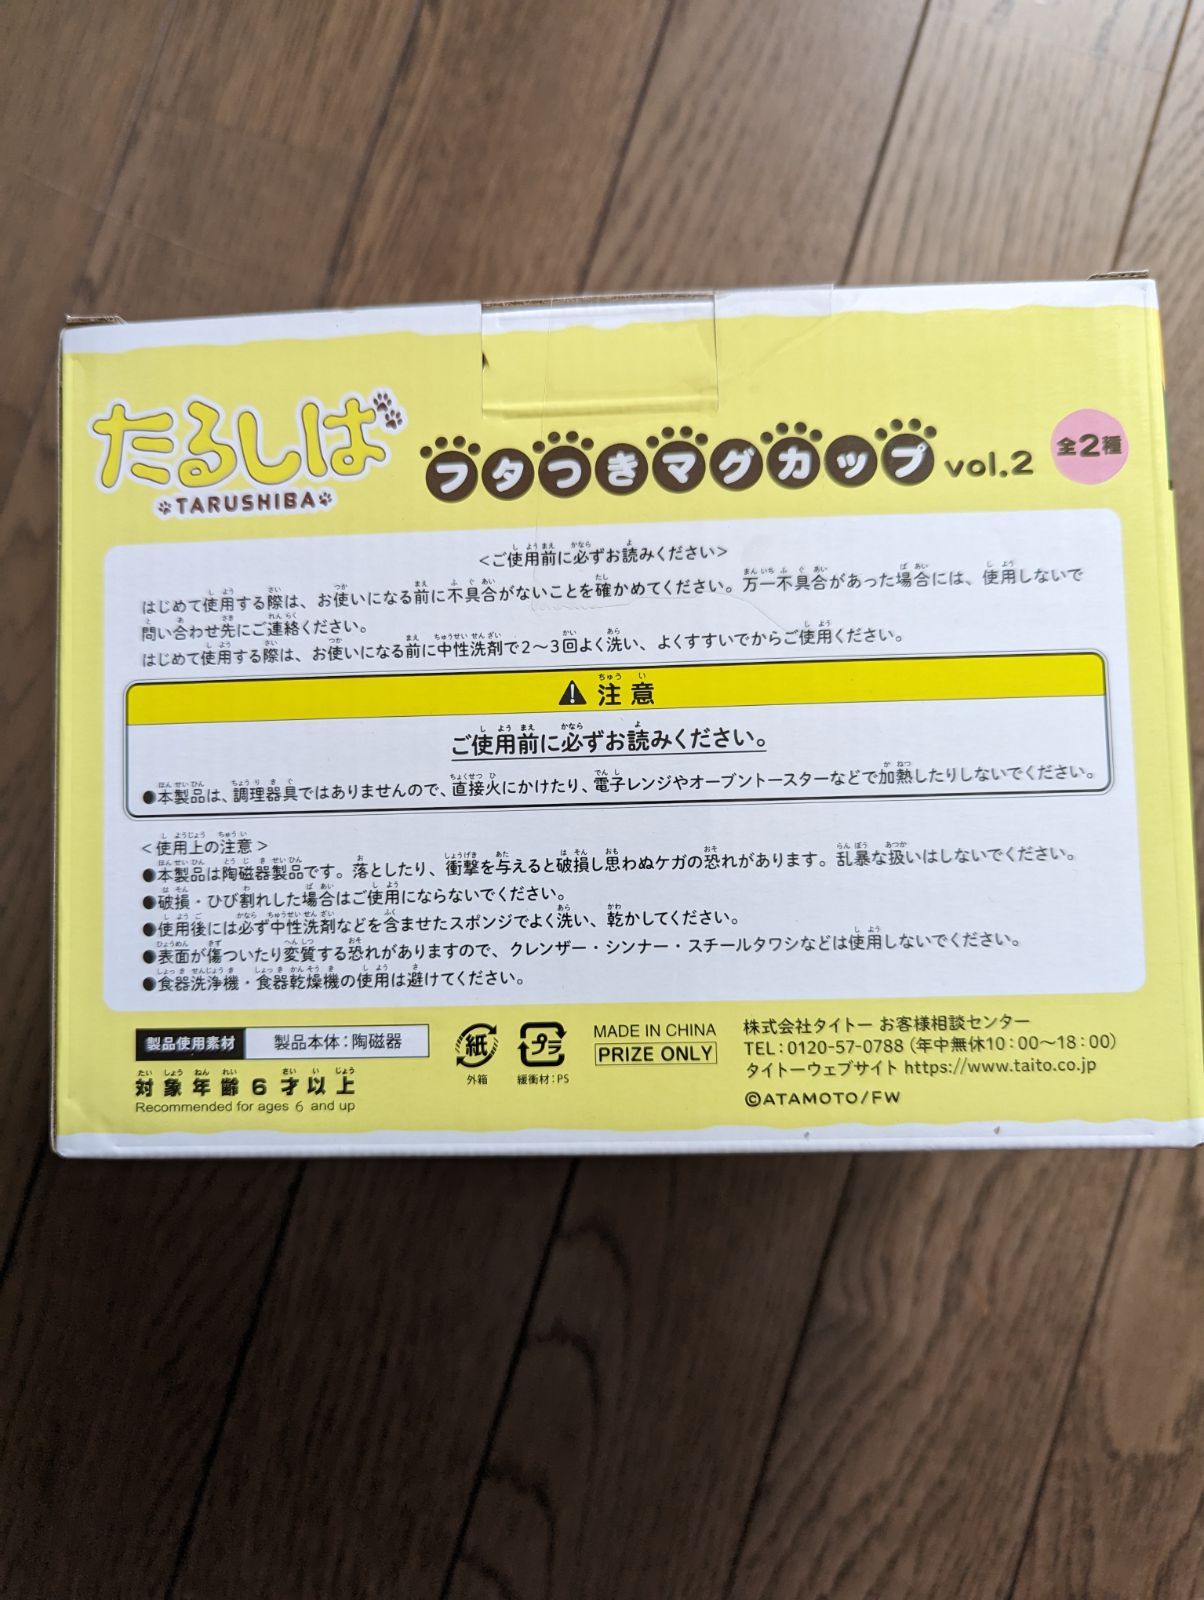 たるしば
TARUSHIBA
フタつきマグカップ vol.2
全2種
<ご使用前に必ずお読みください>
はじめて使用する際は、お使いになる前に不具合がないことを確かめてください。万一不具合があった場合には、使用しないで
問い合わせ先にご連絡ください。
はじめて使用する際は、お使いになる前に中性洗剤で2～3回よく洗い、よくすすいでからご使用ください。
注意
ご使用前に必ずお読みください。
●本製品は、調理器具ではありませんので、直接火にかけたり、電子レンジやオーブントースターなどで加熱したりしないでください。
<使用上の注意>
●本製品は陶磁器製品です。落としたり、衝撃を与えると破損し思わぬケガの恐れがあります。乱暴な扱いはしないでください。
●破損・ひび割れした場合はご使用にならないでください。
●使用後には必ず中性洗剤などを含ませたスポンジでよく洗い、乾かしてください。
●表面が傷ついたり変質する恐れがありますので、クレンザー・シンナー・スチールタワシなどは使用しないでください。
●食器洗浄機・食器乾燥機の使用は避けてください。
製品使用素材 製品本体：陶磁器
対象年齢6才以上
Recommended for ages 6 and up
紙
外箱
プラ
緩衝材：PS
MADE IN CHINA
PRIZE ONLY
株式会社タイトー お客様相談センター
TEL：0120-57-0788（年中無休10：00～18：00）
タイトーウェブサイト https://www.taito.co.jp
©ATAMOTO/FW